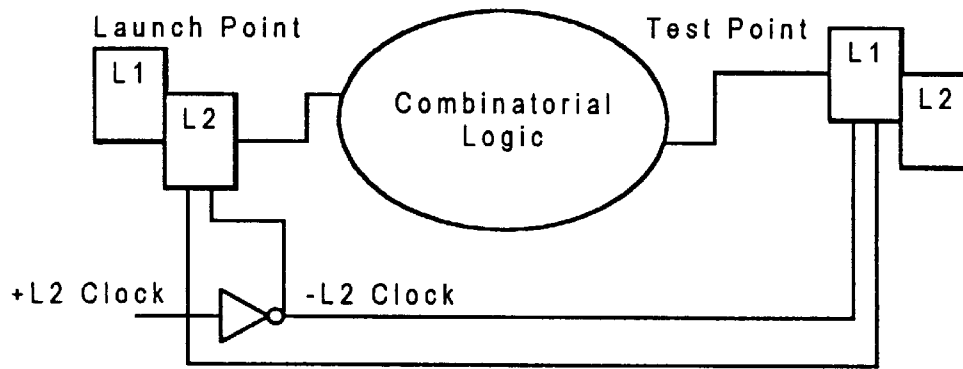 Launch Point
Test Point
L1
L2
Combinatorial
Logic
L1
L2
+L2 Clock
-L2 Clock